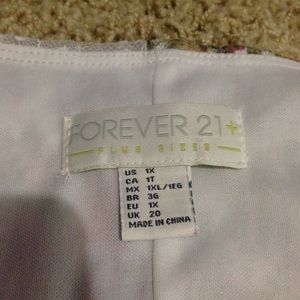 FOREVER 21+
PLUS SIZES
US 1X
CA 1T
MX 1XL/1EG
BR 36
EU 1X
UK 20
MADE IN CHINA